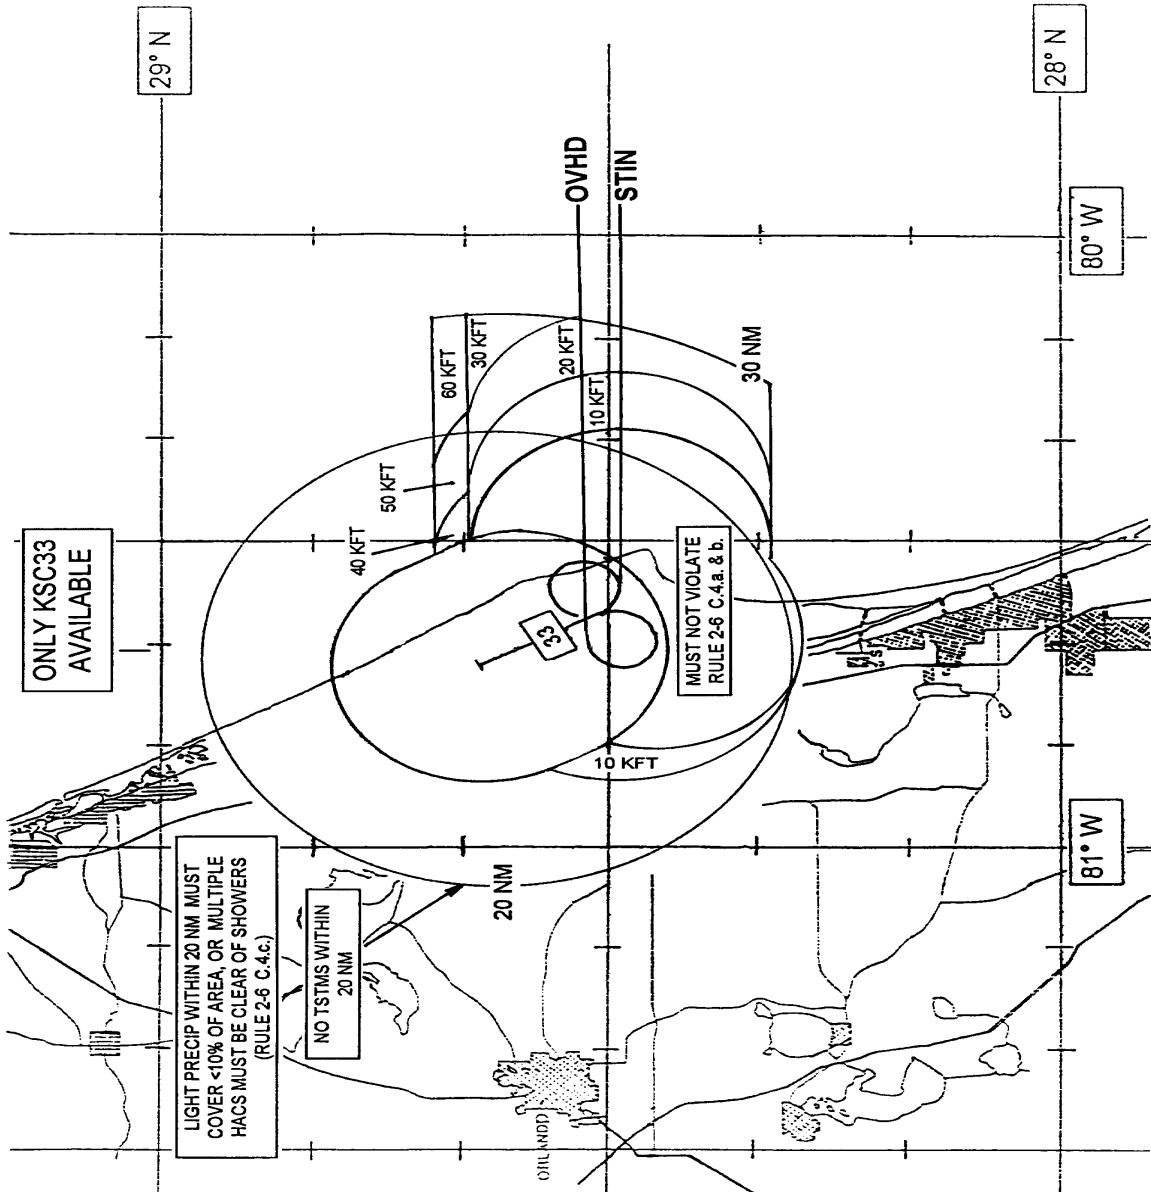 29° N
28° N
OVHD
STIN
80° W
60 KFT
30 KFT
20 KFT
10 KFT
30 NM
50 KFT
40 KFT
ONLY KSC33
AVAILABLE
33
MUST NOT VIOLATE
RULE 2-6 C.4.a. & b.
10 KFT
20 NM
81° W
LIGHT PRECIP WITHIN 20 NM MUST
COVER <10% OF AREA, OR MULTIPLE
HACS MUST BE CLEAR OF SHOWERS
(RULE 2-6 C.4.c.)
NO TSTMS WITHIN
20 NM
ORLANDO